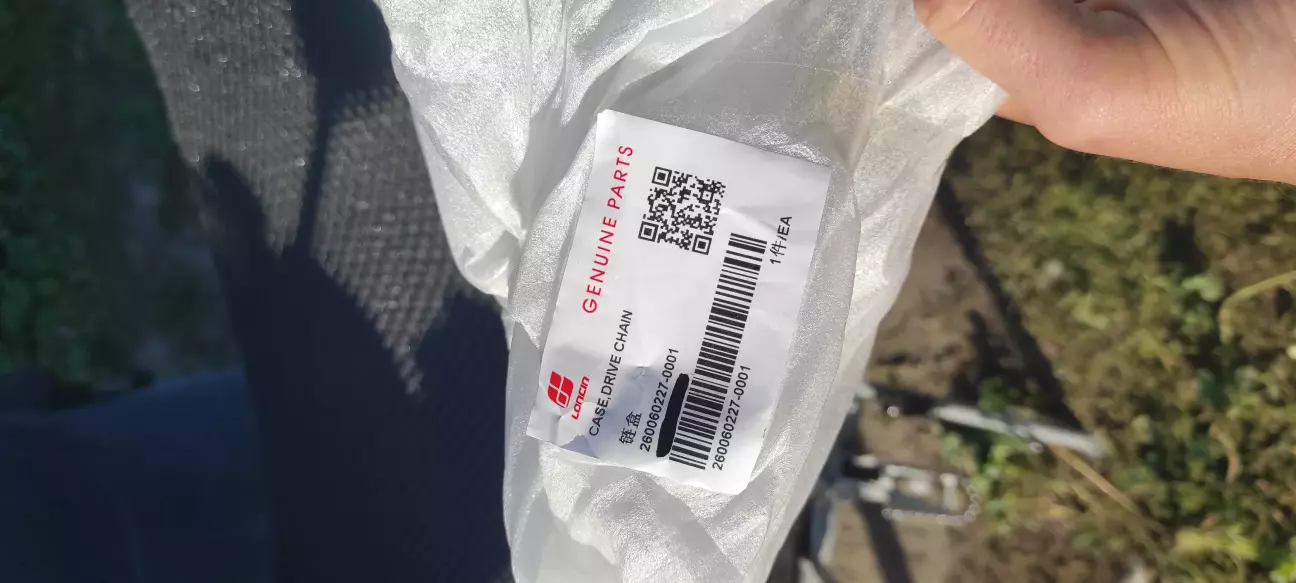 GENUINE PARTS
LONCIN
CASE,DRIVE CHAIN
链盒
260060227-0001
260060227-0001
1件/EA